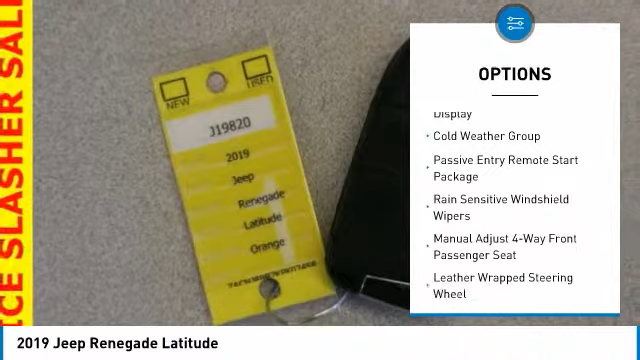 ICE SLASHER SAL
NEW
USED
J19820
2019
Jeep
Renegade
Latitude
Orange
OPTIONS
Display
Cold Weather Group
Passive Entry Remote Start
Package
Rain Sensitive Windshield
Wipers
Manual Adjust 4-Way Front
Passenger Seat
Leather Wrapped Steering
Wheel
2019 Jeep Renegade Latitude